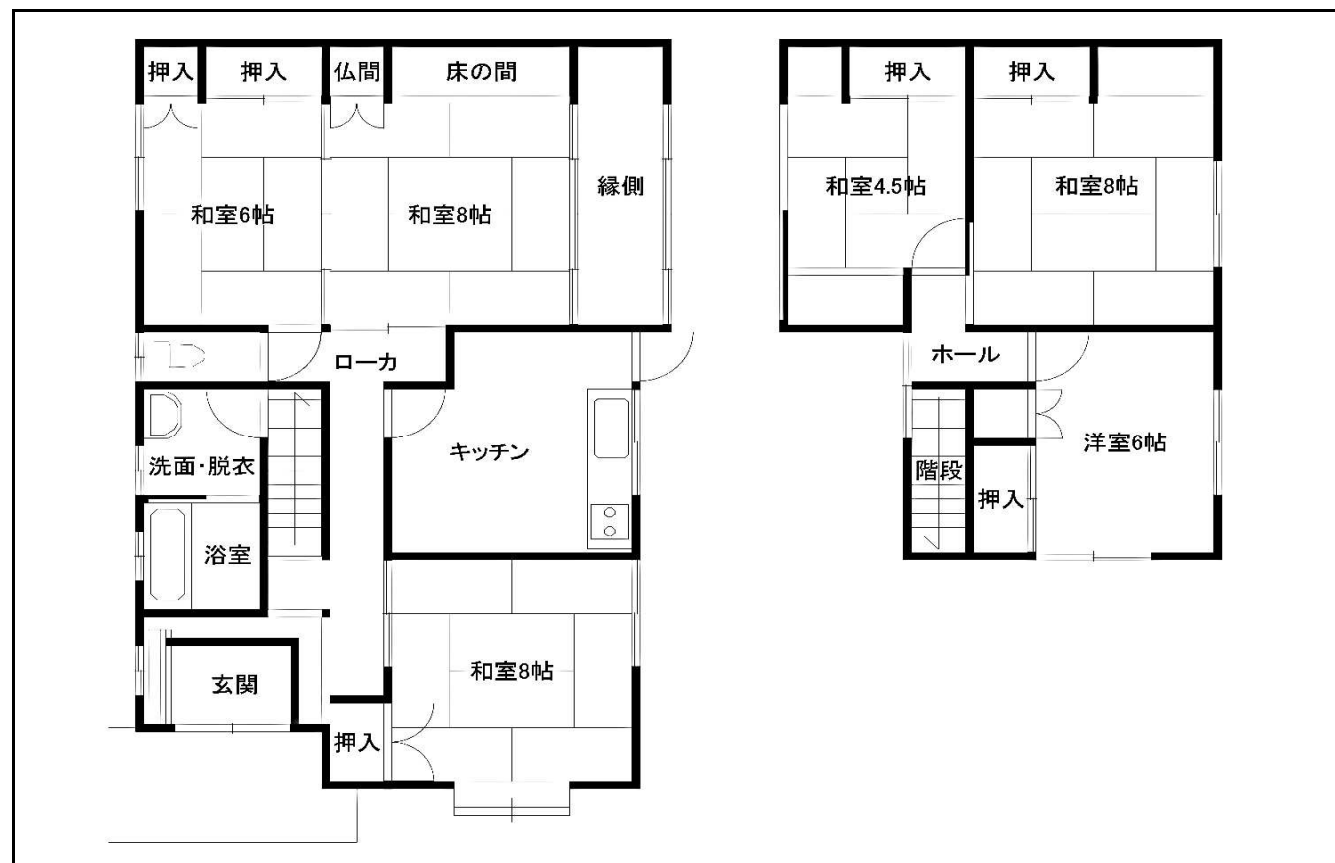 押入
押入
仏間
床の間
縁側
和室6帖
和室8帖
ローカ
キッチン
洗面・脱衣
浴室
玄関
和室8帖
押入
押入
押入
和室4.5帖
和室8帖
ホール
洋室6帖
階段
押入